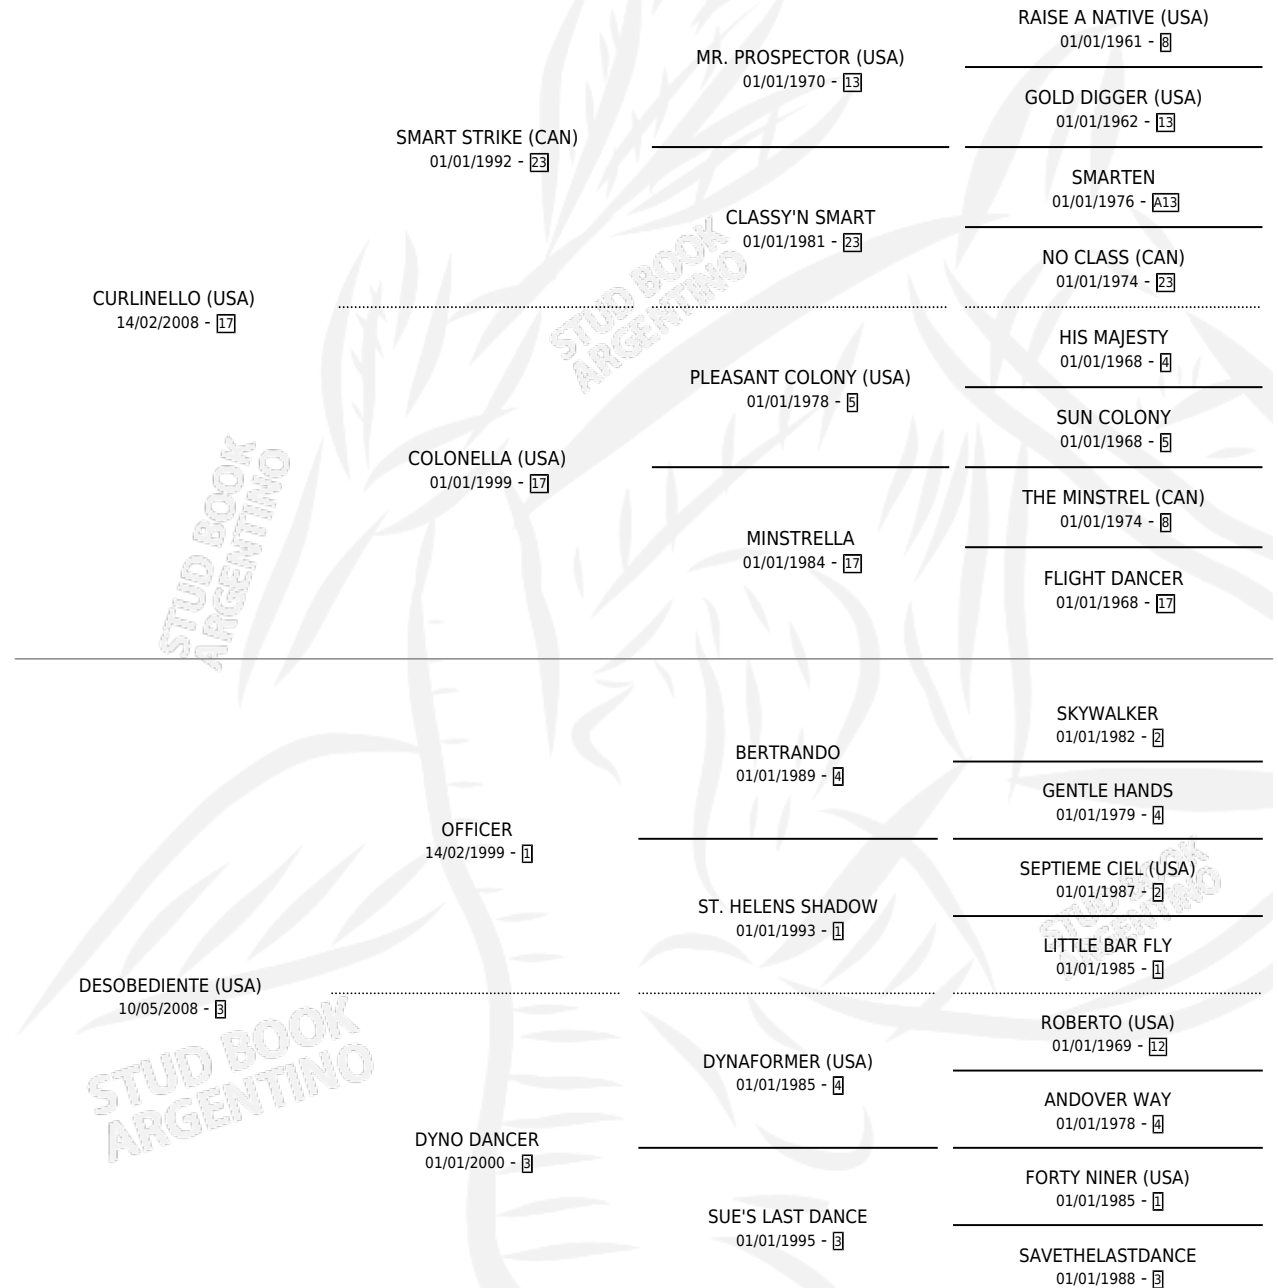 RAISE A NATIVE (USA)
01/01/1961 - 8
MR. PROSPECTOR (USA)
01/01/1970 - 13
GOLD DIGGER (USA)
01/01/1962 - 13
SMART STRIKE (CAN)
01/01/1992 - 23
SMARTEN
01/01/1976 - A13
CLASSY'N SMART
01/01/1981 - 23
NO CLASS (CAN)
01/01/1974 - 23
CURLINELLO (USA)
14/02/2008 - 17
HIS MAJESTY
01/01/1968 - 4
PLEASANT COLONY (USA)
01/01/1978 - 5
SUN COLONY
01/01/1968 - 5
COLONELLA (USA)
01/01/1999 - 17
THE MINSTREL (CAN)
01/01/1974 - 8
MINSTRELLA
01/01/1984 - 17
FLIGHT DANCER
01/01/1968 - 17
STUD BOOK
ARGENTINO
STUD BOOK
ARGENTINO
SKYWALKER
01/01/1982 - 2
BERTRANDO
01/01/1989 - 4
GENTLE HANDS
01/01/1979 - 4
OFFICER
14/02/1999 - 1
SEPTIEME CIEL (USA)
01/01/1987 - 2
ST. HELENS SHADOW
01/01/1993 - 1
LITTLE BAR FLY
01/01/1985 - 1
DESOBEDIENTE (USA)
10/05/2008 - 3
ROBERTO (USA)
01/01/1969 - 12
DYNAFORMER (USA)
01/01/1985 - 4
ANDOVER WAY
01/01/1978 - 4
DYNO DANCER
01/01/2000 - 3
FORTY NINER (USA)
01/01/1985 - 1
SUE'S LAST DANCE
01/01/1995 - 3
SAVETHELASTDANCE
01/01/1988 - 3
STUD BOOK
ARGENTINO
STUD BOOK
ARGENTINO